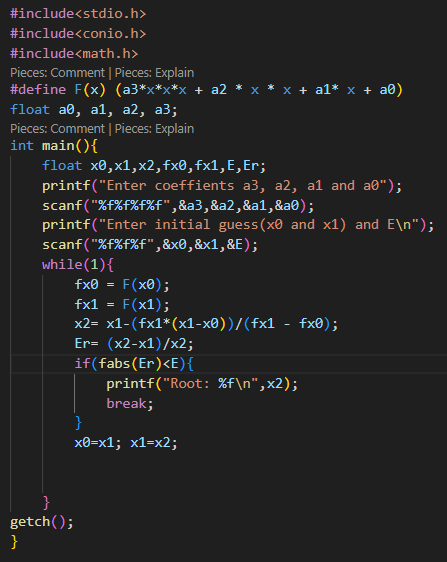 #include<stdio.h>
#include<conio.h>
#include<math.h>
Pieces: Comment | Pieces: Explain
#define F(x) (a3*x*x*x + a2 * x * x + a1* x + a0)
float a0, a1, a2, a3;
Pieces: Comment | Pieces: Explain
int main(){
    float x0,x1,x2,fx0,fx1,E,Er;
    printf("Enter coeffients a3, a2, a1 and a0");
    scanf("%f%f%f%f",&a3,&a2,&a1,&a0);
    printf("Enter initial guess(x0 and x1) and E\n");
    scanf("%f%f%f",&x0,&x1,&E);
    while(1){
        fx0 = F(x0);
        fx1 = F(x1);
        x2= x1-(fx1*(x1-x0))/(fx1 - fx0);
        Er= (x2-x1)/x2;
        if(fabs(Er)<E){
            printf("Root: %f\n",x2);
            break;
        }
        x0=x1; x1=x2;
    }
getch();
}